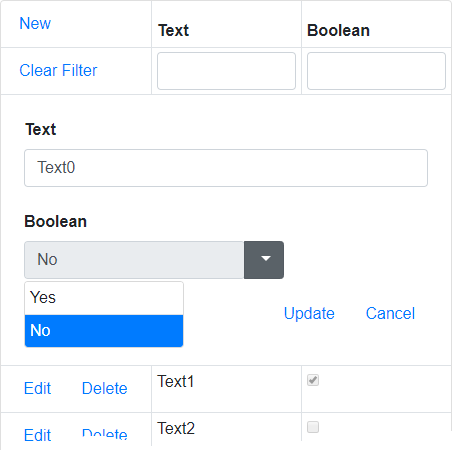 New Text Boolean
Clear Filter
Text
Text0
Boolean
No
Yes
No
Update Cancel
Edit Delete Text1
Edit Delete Text2